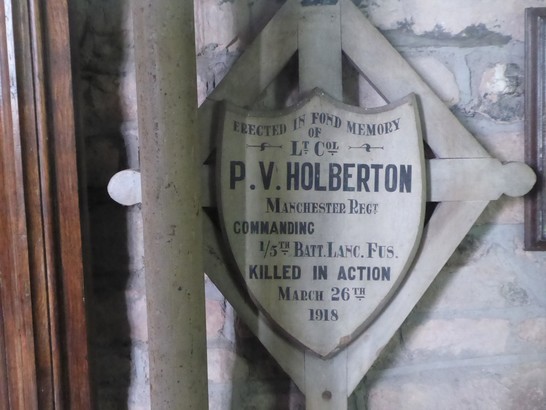 ERECTED IN FOND MEMORY
OF
LT COL
P.V. HOLBERTON
MANCHESTER REGT
COMMANDING
1/5TH BATT. LANC. FUS.
KILLED IN ACTION
MARCH 26TH
1918